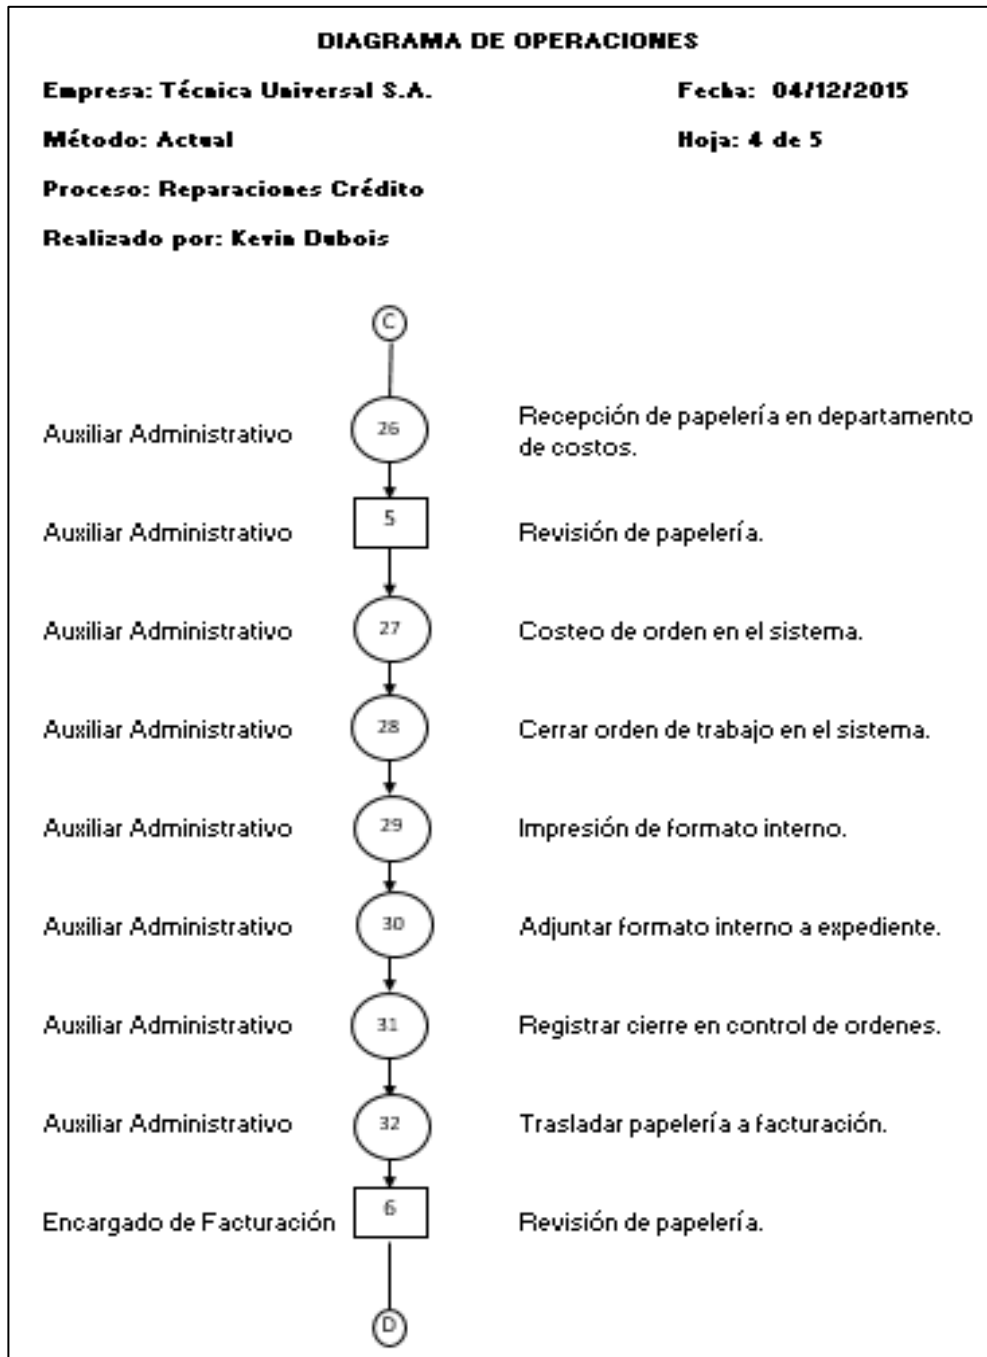 DIAGRAMA DE OPERACIONES
Empresa: Técnica Universal S.A. Fecha: 04/12/2015
Método: Actual Hoja: 4 de 5
Proceso: Reparaciones Crédito
Realizado por: Kevin Dubois
C
Auxiliar Administrativo 26 Recepción de papelería en departamento
de costos.
Auxiliar Administrativo 5 Revisión de papelería.
Auxiliar Administrativo 27 Costeo de orden en el sistema.
Auxiliar Administrativo 28 Cerrar orden de trabajo en el sistema.
Auxiliar Administrativo 29 Impresión de formato interno.
Auxiliar Administrativo 30 Adjuntar formato interno a expediente.
Auxiliar Administrativo 31 Registrar cierre en control de ordenes.
Auxiliar Administrativo 32 Trasladar papelería a facturación.
Encargado de Facturación 6 Revisión de papelería.
D